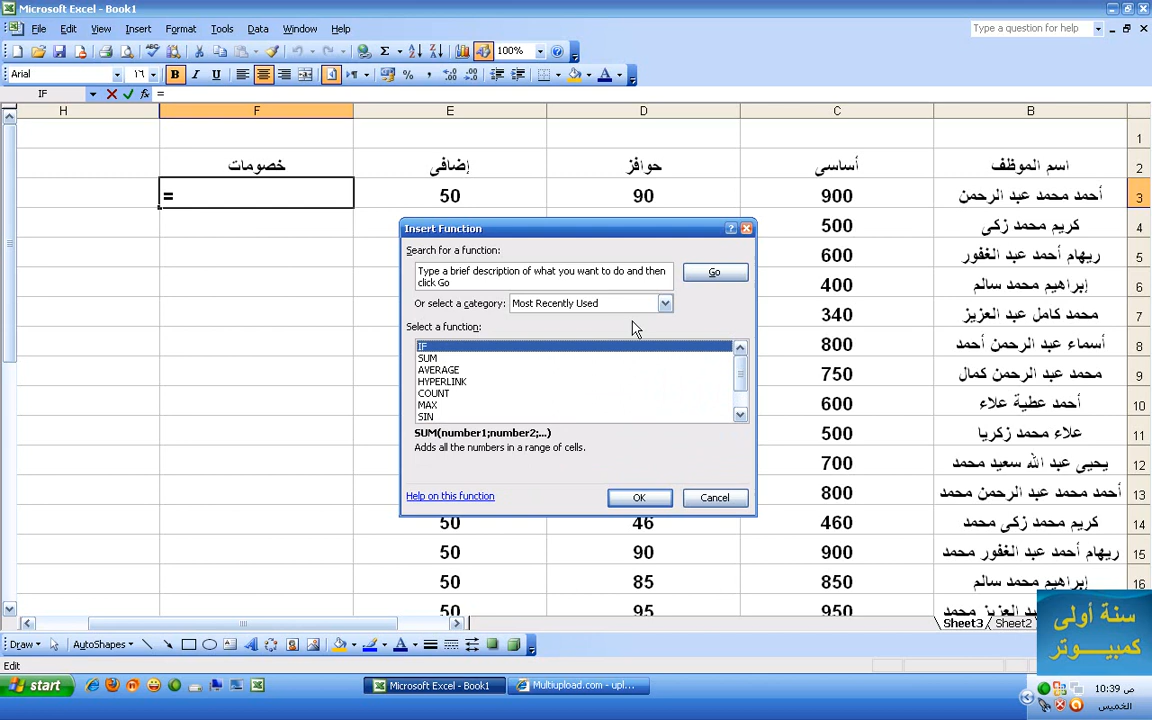 Microsoft Excel - Book1
File Edit View Insert Format Tools Data Window Help
Type a question for help
100%
Arial ١٦ B I U
IF =
H F E D C B
1
خصومات إضافى حوافز أساسى اسم الموظف 2
= 50 90 900 أحمد محمد عبد الرحمن 3
500 كريم محمد زكى 4
600 ريهام أحمد عبد الغفور 5
400 إبراهيم محمد سالم 6
340 محمد كامل عبد العزيز 7
800 أسماء عبد الرحمن أحمد 8
750 محمد عبد الرحمن كمال 9
600 أحمد عطية علاء 10
500 علاء محمد زكريا 11
700 يحيى عبد الله سعيد محمد 12
800 أحمد محمد عبد الرحمن محمد 13
50 46 460 كريم محمد زكى محمد 14
50 90 900 ريهام أحمد عبد الغفور محمد 15
50 85 850 إبراهيم محمد سالم 16
50 95 950 عبد العزيز محمد
Insert Function
Search for a function:
Type a brief description of what you want to do and then
click Go
Go
Or select a category: Most Recently Used
Select a function:
IF
SUM
AVERAGE
HYPERLINK
COUNT
MAX
SIN
SUM(number1;number2;...)
Adds all the numbers in a range of cells.
Help on this function
OK Cancel
Sheet3 Sheet2
سنة أولى
كمبيوتر
Draw AutoShapes
Edit
start
Microsoft Excel - Book1
Multiupload.com - upl...
10:39 ص
الخميس